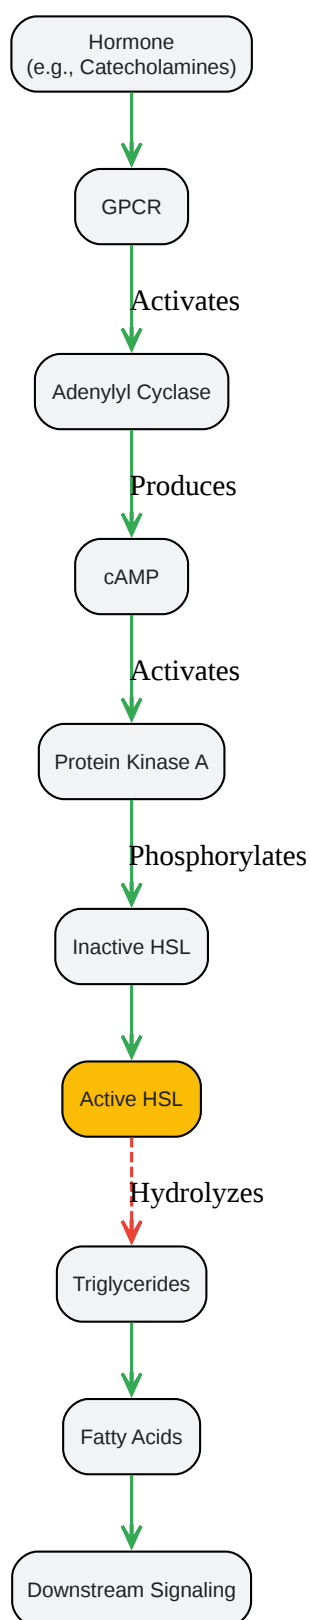 Hormone
(e.g., Catecholamines)
GPCR
Activates
Adenylyl Cyclase
Produces
cAMP
Activates
Protein Kinase A
Phosphorylates
Inactive HSL
Active HSL
Hydrolyzes
Triglycerides
Fatty Acids
Downstream Signaling